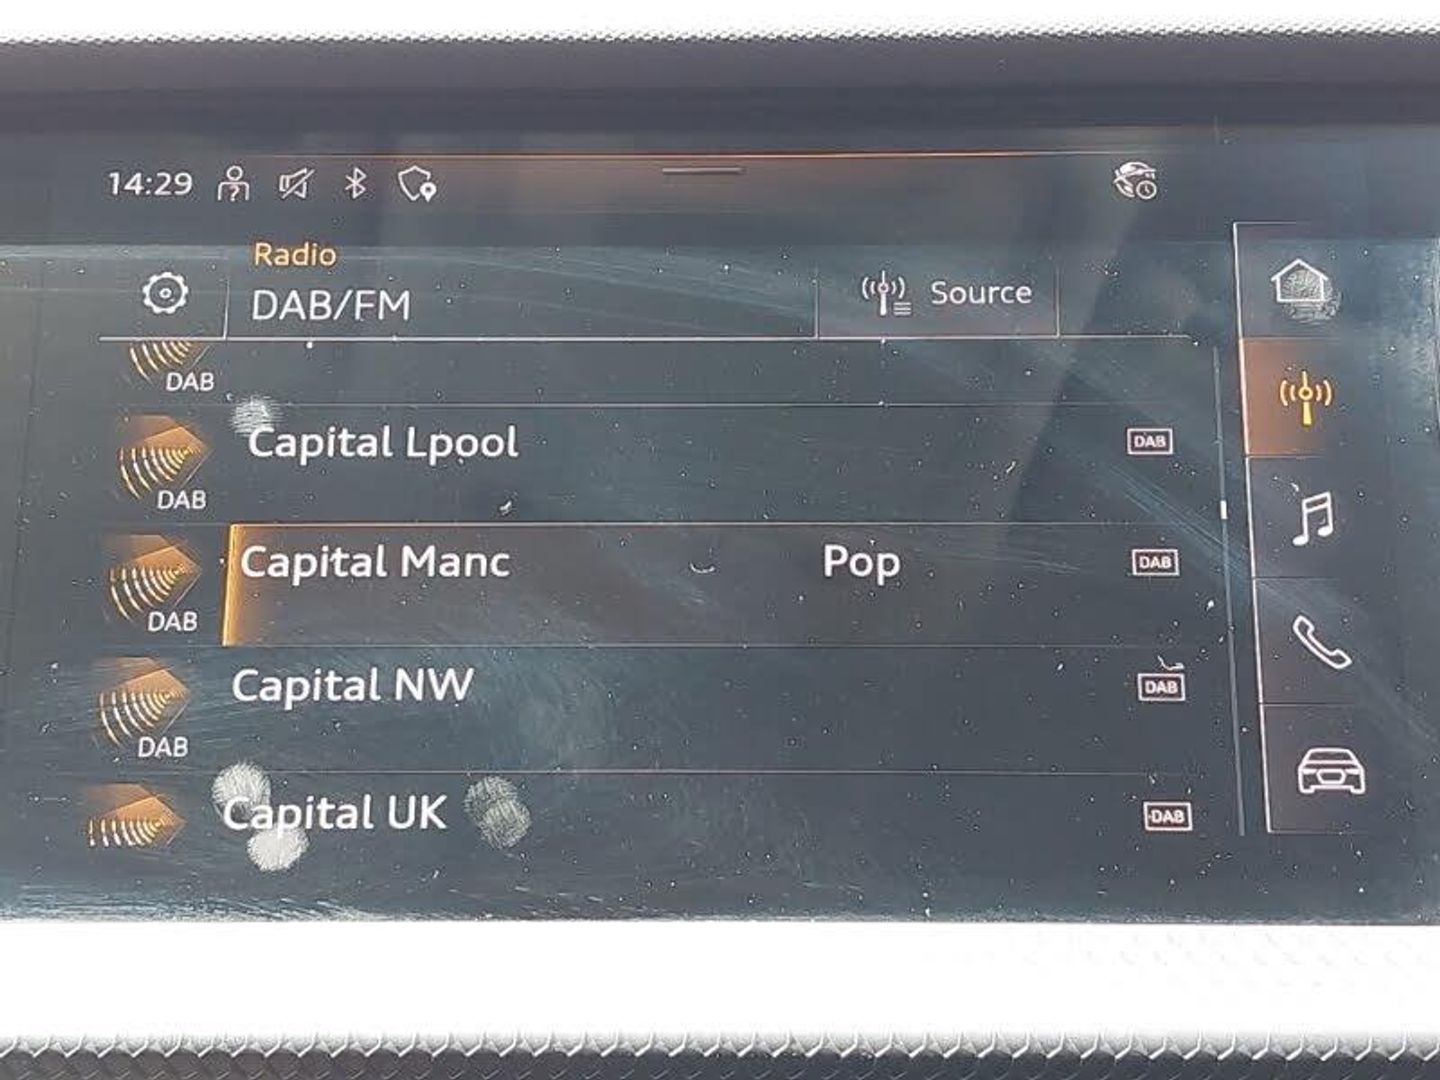 14:29
Radio
DAB/FM
Source
DAB
Capital Lpool
DAB
DAB
Capital Manc
Pop
DAB
DAB
Capital NW
DAB
DAB
Capital UK
DAB